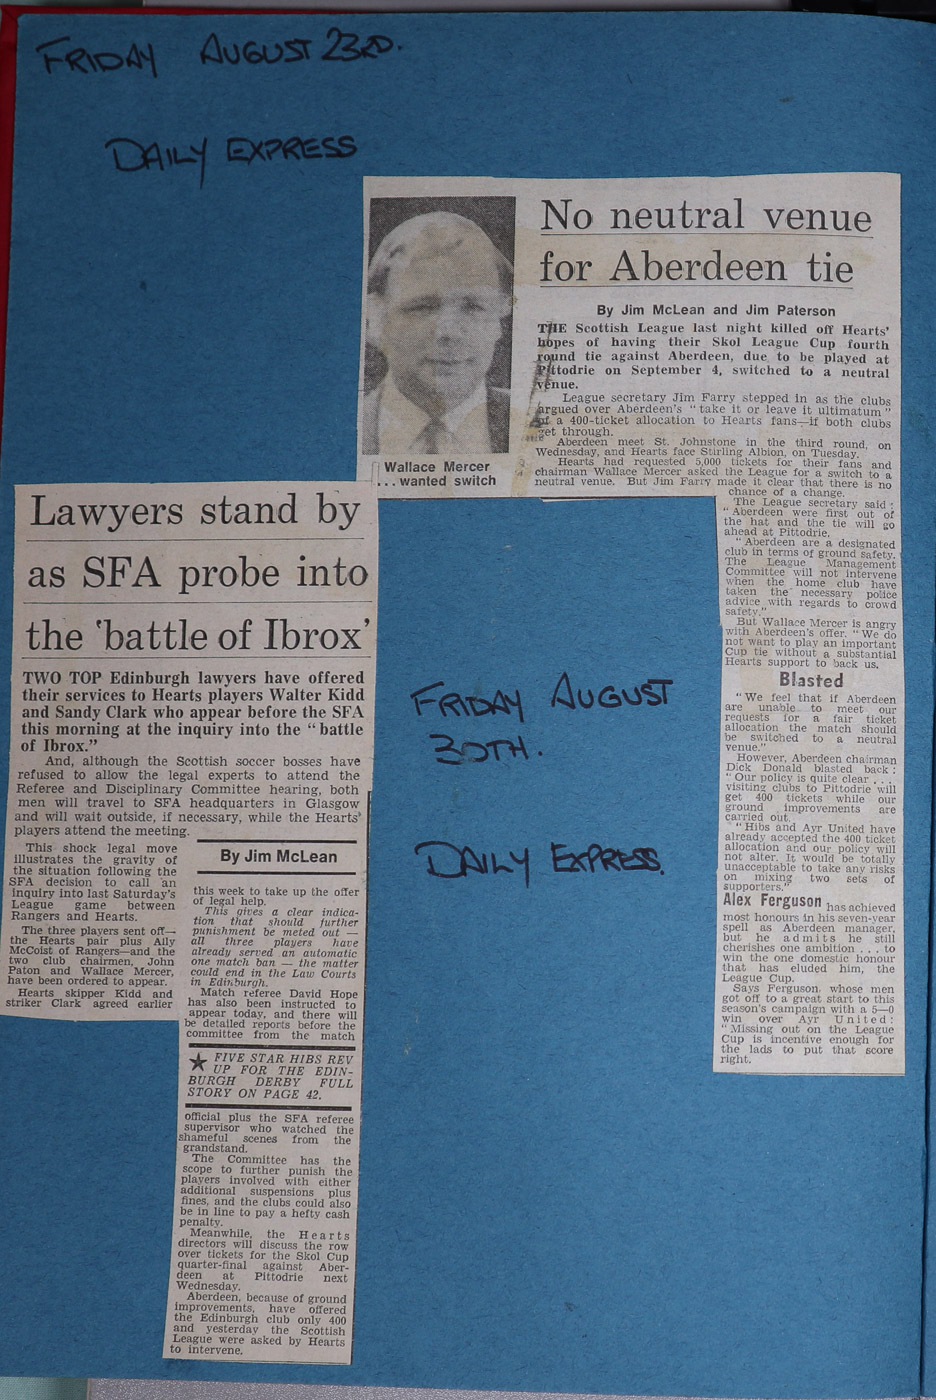 FRIDAY AUGUST 23RD.
DAILY EXPRESS
No neutral venue
for Aberdeen tie
By Jim McLean and Jim Paterson
THE Scottish League last night killed off Hearts'
hopes of having their Skol League Cup fourth
round tie against Aberdeen, due to be played at
Pittodrie on September 4, switched to a neutral
venue.
League secretary Jim Farry stepped in as the clubs
argued over Aberdeen's "take it or leave it ultimatum"
of a 400-ticket allocation to Hearts fans—if both clubs
get through.
Aberdeen meet St. Johnstone in the third round, on
Wednesday, and Hearts face Stirling Albion, on Tuesday.
Hearts had requested 5,000 tickets for their fans and
chairman Wallace Mercer asked the League for a switch to a
neutral venue. But Jim Farry made it clear that there is no
chance of a change.
The League secretary said:
"Aberdeen were first out of
the hat and the tie will go
ahead at Pittodrie.
"Aberdeen are a designated
club in terms of ground safety.
The League Management
Committee will not intervene
when the home club have
taken the necessary police
advice with regards to crowd
safety."
But Wallace Mercer is angry
with Aberdeen's offer. "We do
not want to play an important
Cup tie without a substantial
Hearts support to back us.
Blasted
"We feel that if Aberdeen
are unable to meet our
requests for a fair ticket
allocation the match should
be switched to a neutral
venue."
However, Aberdeen chairman
Dick Donald blasted back:
"Our policy is quite clear . . .
visiting clubs to Pittodrie will
get 400 tickets while our
ground improvements are
carried out.
"Hibs and Ayr United have
already accepted the 400 ticket
allocation and our policy will
not alter. It would be totally
unacceptable to take any risks
on mixing two sets of
supporters."
Alex Ferguson has achieved
most honours in his seven-year
spell as Aberdeen manager,
but he admits he still
cherishes one ambition . . . to
win the one domestic honour
that has eluded him, the
League Cup.
Says Ferguson, whose men
got off to a great start to this
season's campaign with a 5—0
win over Ayr United:
"Missing out on the League
Cup is incentive enough for
the lads to put that score
right.
Wallace Mercer
. . . wanted switch
Lawyers stand by
as SFA probe into
the 'battle of Ibrox'
TWO TOP Edinburgh lawyers have offered
their services to Hearts players Walter Kidd
and Sandy Clark who appear before the SFA
this morning at the inquiry into the "battle
of Ibrox."
And, although the Scottish soccer bosses have
refused to allow the legal experts to attend the
Referee and Disciplinary Committee hearing, both
men will travel to SFA headquarters in Glasgow
and will wait outside, if necessary, while the Hearts'
players attend the meeting.
This shock legal move
illustrates the gravity of
the situation following the
SFA decision to call an
Inquiry into last Saturday's
League game between
Rangers and Hearts.
The three players sent off—
the Hearts pair plus Ally
McCoist of Rangers—and the
two club chairmen, John
Paton and Wallace Mercer,
have been ordered to appear.
Hearts skipper Kidd and
striker Clark agreed earlier
By Jim McLean
this week to take up the offer
of legal help.
This gives a clear indica-
tion that should further
punishment be meted out —
all three players have
already served an automatic
one match ban — the matter
could end in the Law Courts
in Edinburgh.
Match referee David Hope
has also been instructed to
appear today, and there will
be detailed reports before the
committee from the match
★ FIVE STAR HIBS REV
UP FOR THE EDIN-
BURGH DERBY FULL
STORY ON PAGE 42.
official plus the SFA referee
supervisor who watched the
shameful scenes from the
grandstand.
The Committee has the
scope to further punish the
players involved with either
additional suspensions plus
fines, and the clubs could also
be in line to pay a hefty cash
penalty.
Meanwhile, the Hearts
directors will discuss the row
over tickets for the Skol Cup
quarter-final against Aber-
deen at Pittodrie next
Wednesday.
Aberdeen, because of ground
improvements, have offered
the Edinburgh club only 400
and yesterday the Scottish
League were asked by Hearts
to intervene.
FRIDAY AUGUST
30TH.
DAILY EXPRESS.